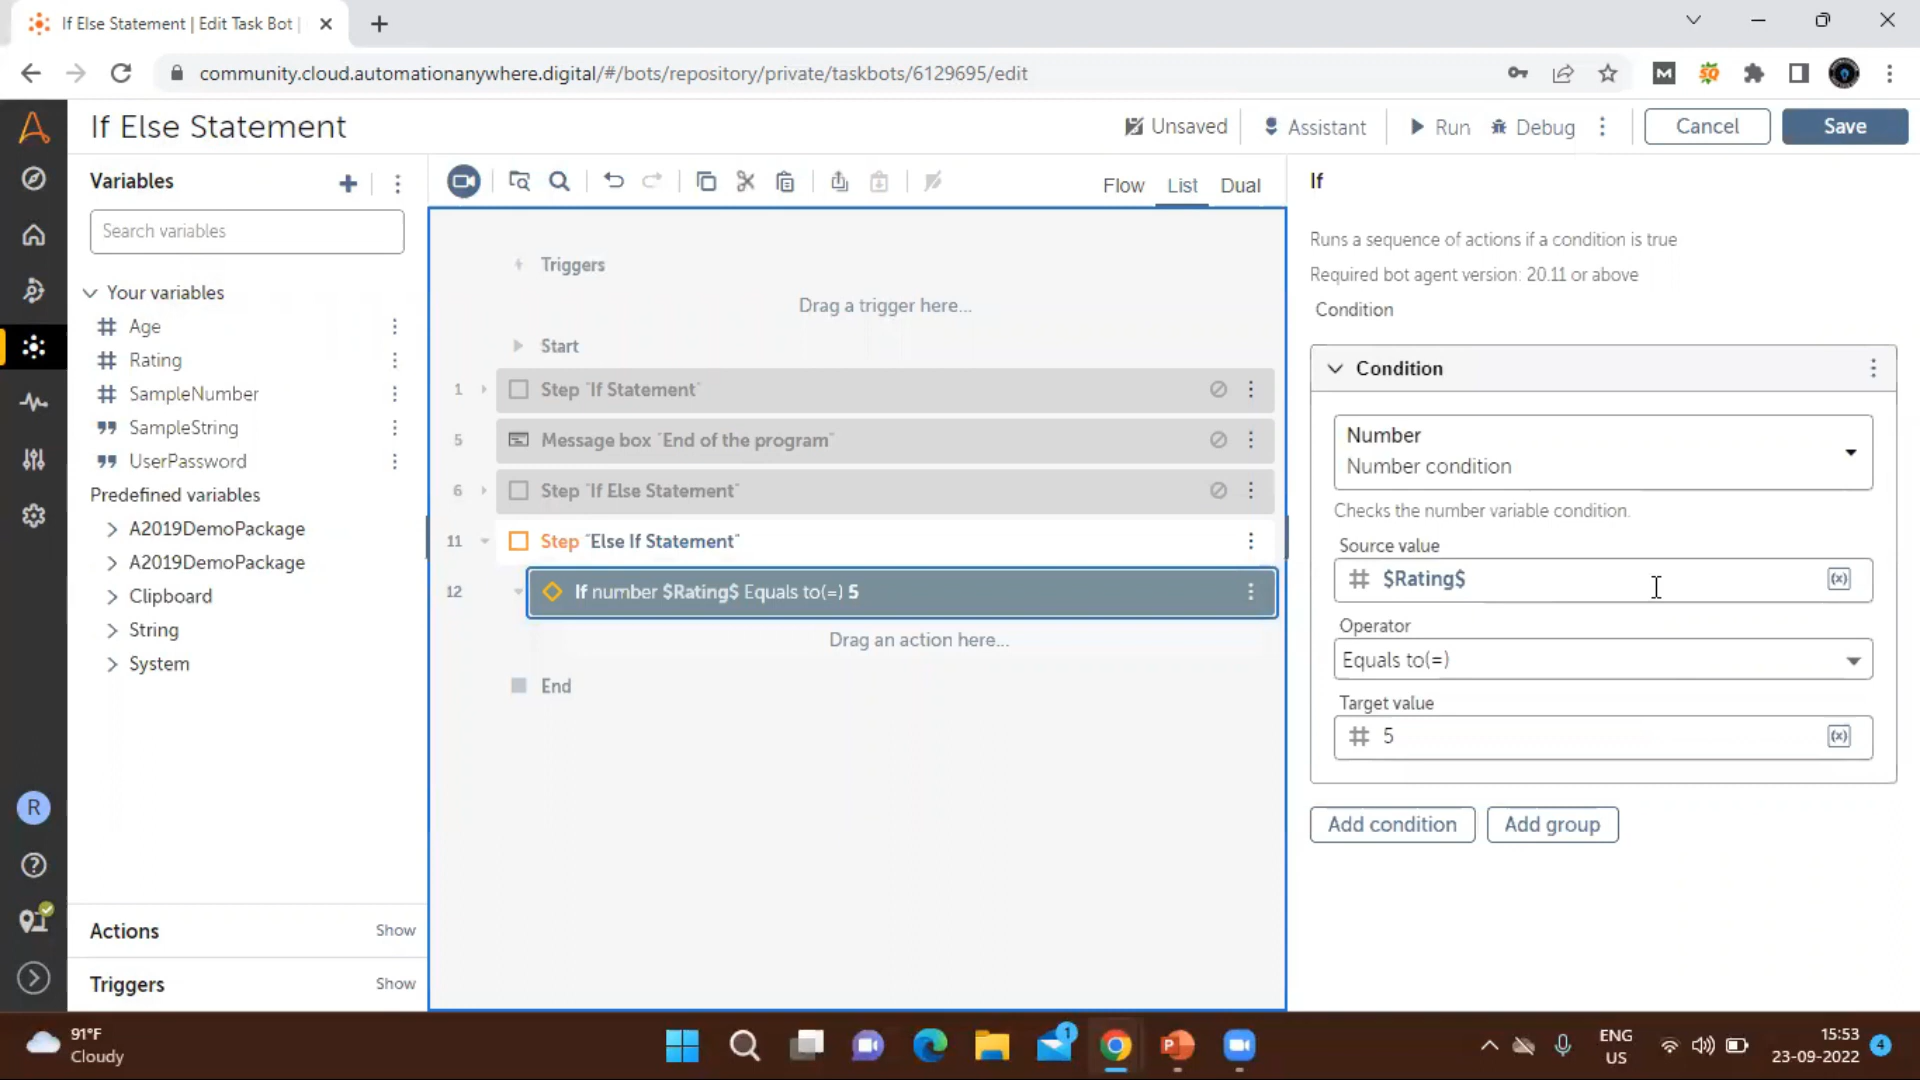 If Else Statement | Edit Task Bot |
community.cloud.automationanywhere.digital/#/bots/repository/private/taskbots/6129695/edit
If Else Statement
Unsaved
Assistant
Run
Debug
Cancel
Save
Variables
Search variables
Your variables
Age
Rating
SampleNumber
SampleString
UserPassword
Predefined variables
A2019DemoPackage
A2019DemoPackage
Clipboard
String
System
Actions Show
Triggers Show
Flow List Dual
Triggers
Drag a trigger here...
Start
1 Step "If Statement"
5 Message box "End of the program"
6 Step "If Else Statement"
11 Step "Else If Statement"
12 If number $Rating$ Equals to(=) 5
Drag an action here...
End
If
Runs a sequence of actions if a condition is true
Required bot agent version: 20.11 or above
Condition
Condition
Number
Number condition
Checks the number variable condition.
Source value
# $Rating$ (x)
Operator
Equals to(=)
Target value
# 5 (x)
Add condition
Add group
R
91°F
Cloudy
1
ENG
US
15:53
23-09-2022
4